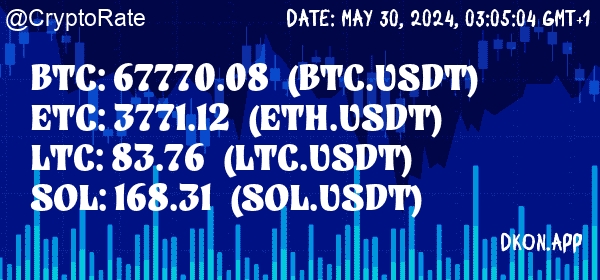 @CryptoRate
DATE: MAY 30, 2024, 03:05:04 GMT+1
BTC: 67770.08 (BTC.USDT)
ETC: 3771.12 (ETH.USDT)
LTC: 83.76 (LTC.USDT)
SOL: 168.31 (SOL.USDT)
DKON.APP